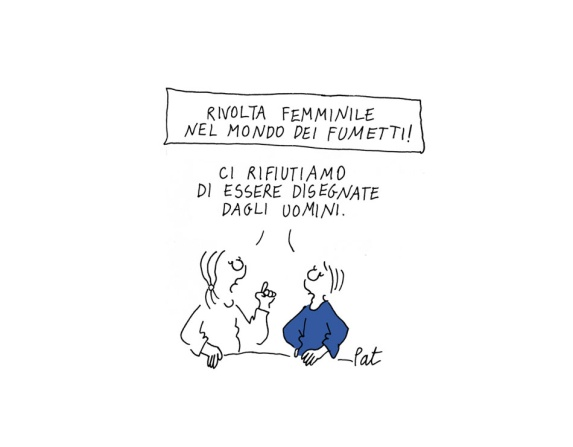 RIVOLTA FEMMINILE
NEL MONDO DEI FUMETTI!
CI RIFIUTIAMO
DI ESSERE DISEGNATE
DAGLI UOMINI.
Pat